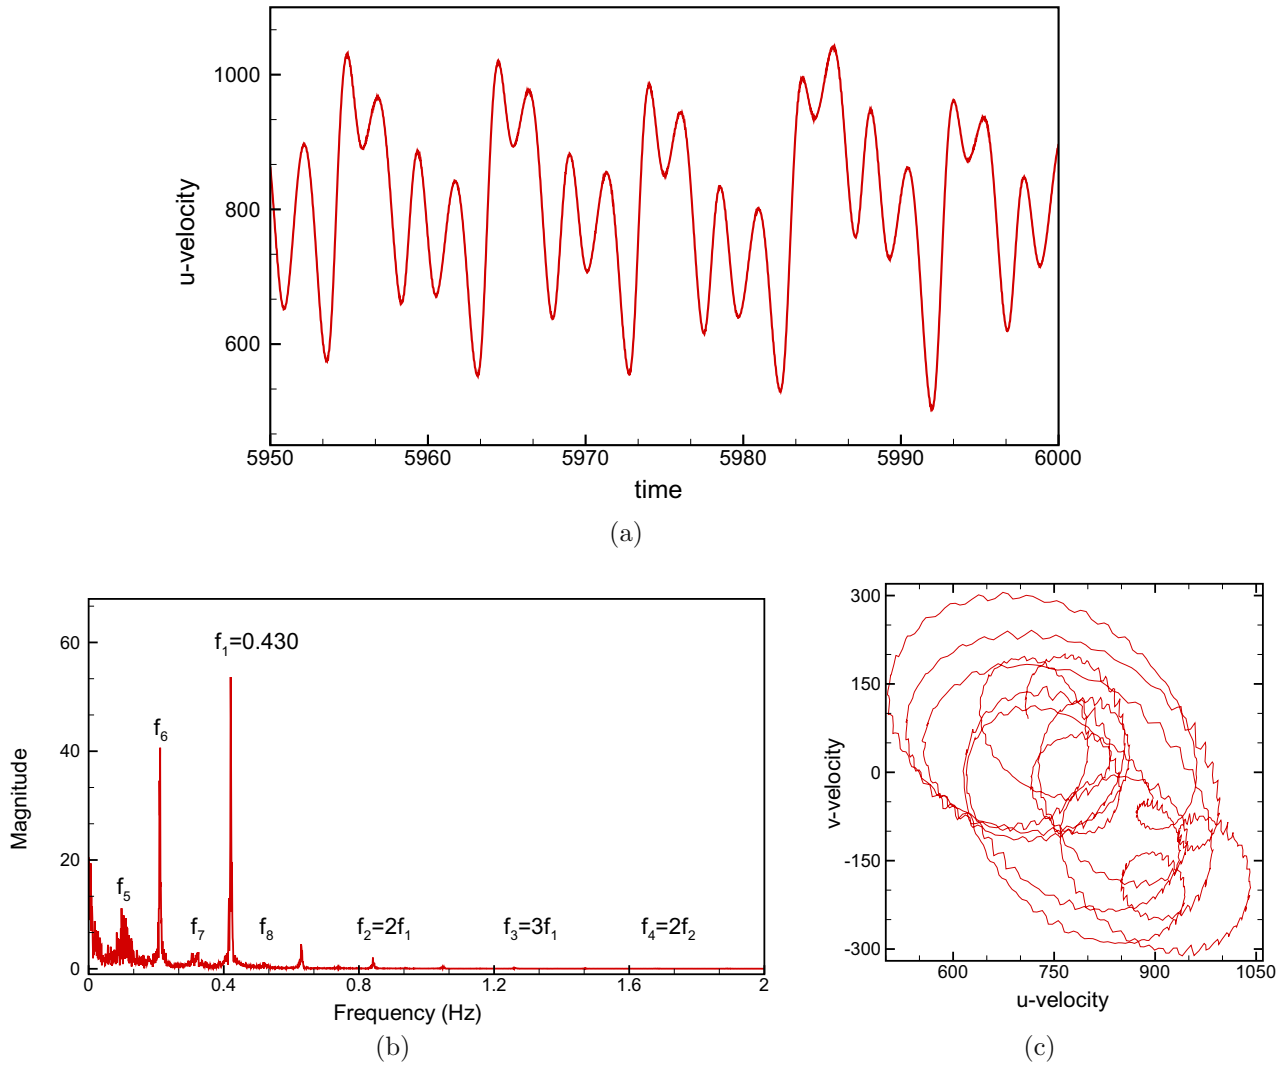 1000
800
600
u-velocity
5950 5960 5970 5980 5990 6000
time
(a)
60
40
20
0
Magnitude
f1=0.430
f6
f5
f7 f8 f2=2f1 f3=3f1 f4=2f2
0 0.4 0.8 1.2 1.6 2
Frequency (Hz)
(b)
300
150
0
-150
-300
v-velocity
600 750 900 1050
u-velocity
(c)